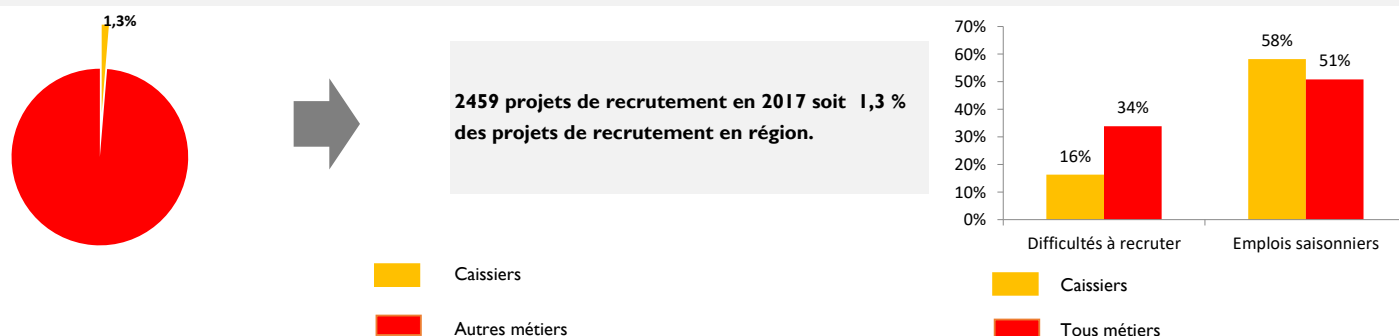 1,3%
2459 projets de recrutement en 2017 soit 1,3 %
des projets de recrutement en région.
Caissiers
Autres métiers
70%
60%
50%
40%
30%
20%
10%
0%
16%
34%
58%
51%
Difficultés à recruter
Emplois saisonniers
Caissiers
Tous métiers